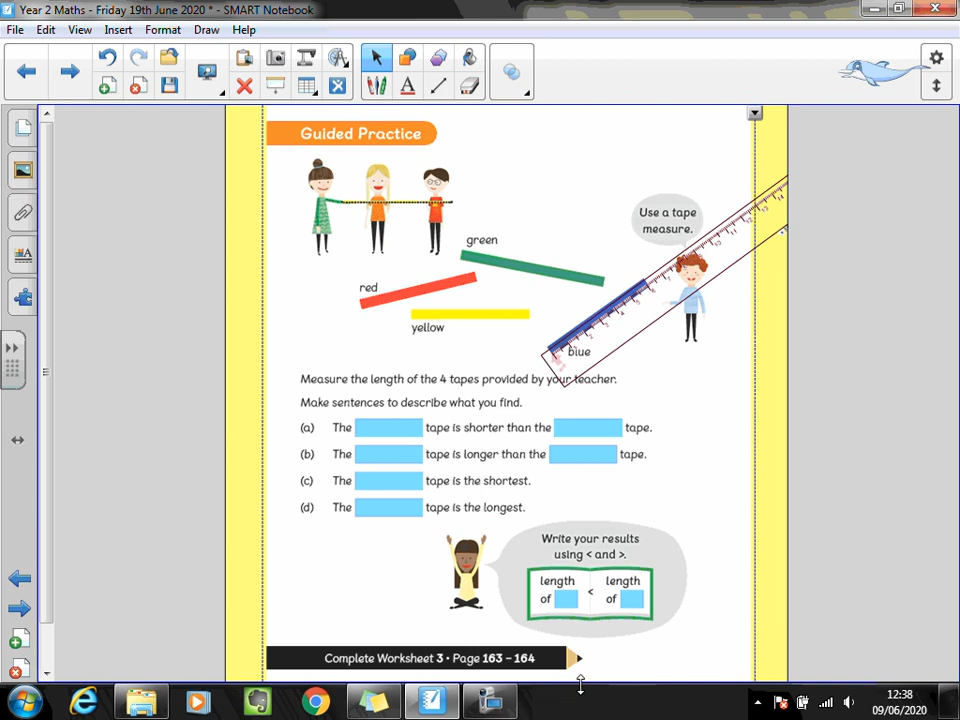 Year 2 Maths - Friday 19th June 2020 * - SMART Notebook
File Edit View Insert Format Draw Help
Guided Practice
Use a tape
measure.
green
red
yellow
blue
Measure the length of the 4 tapes provided by your teacher.
Make sentences to describe what you find.
(a) The tape is shorter than the tape.
(b) The tape is longer than the tape.
(c) The tape is the shortest.
(d) The tape is the longest.
Write your results
using < and >.
length < length
of of
Complete Worksheet 3 • Page 163 – 164
12:38
09/06/2020